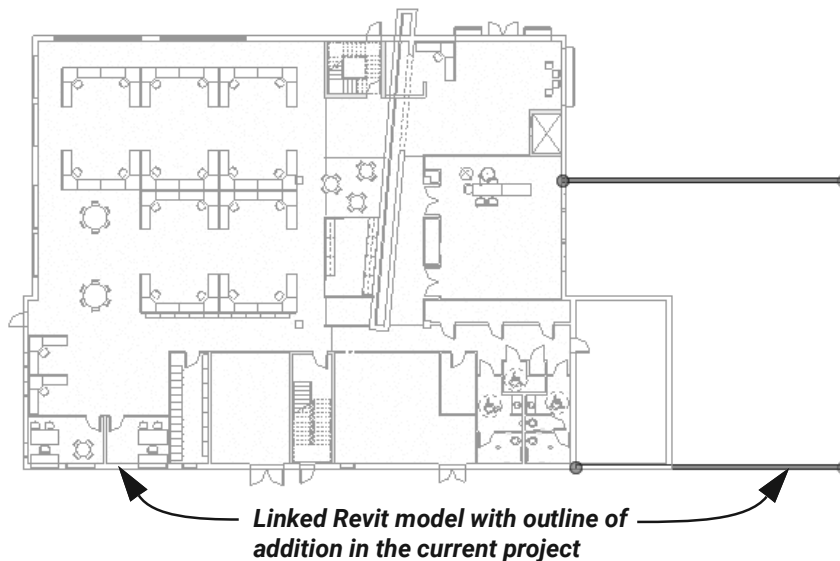 Linked Revit model with outline of
addition in the current project